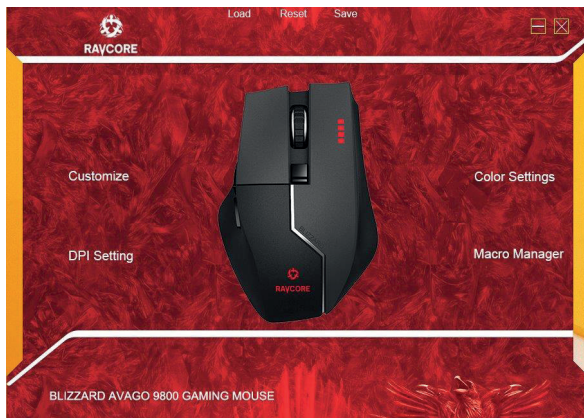 Load Reset Save
RAVCORE
Customize
Color Settings
DPI Setting
Macro Manager
RAVCORE
BLIZZARD AVAGO 9800 GAMING MOUSE